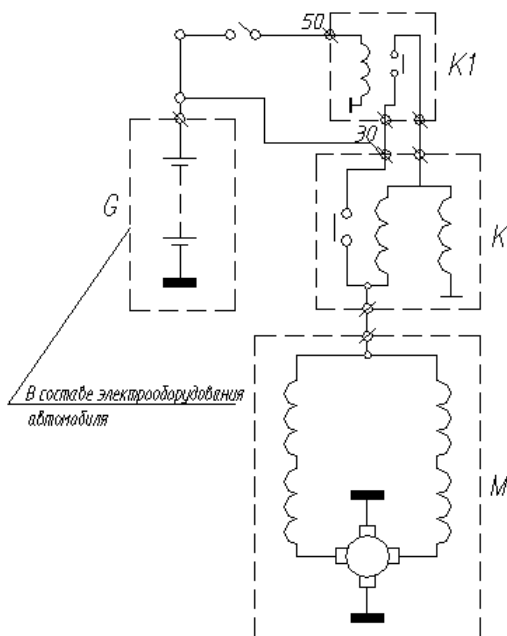 50
K1
30
G
K
В составе электрооборудования
автомобиля
M